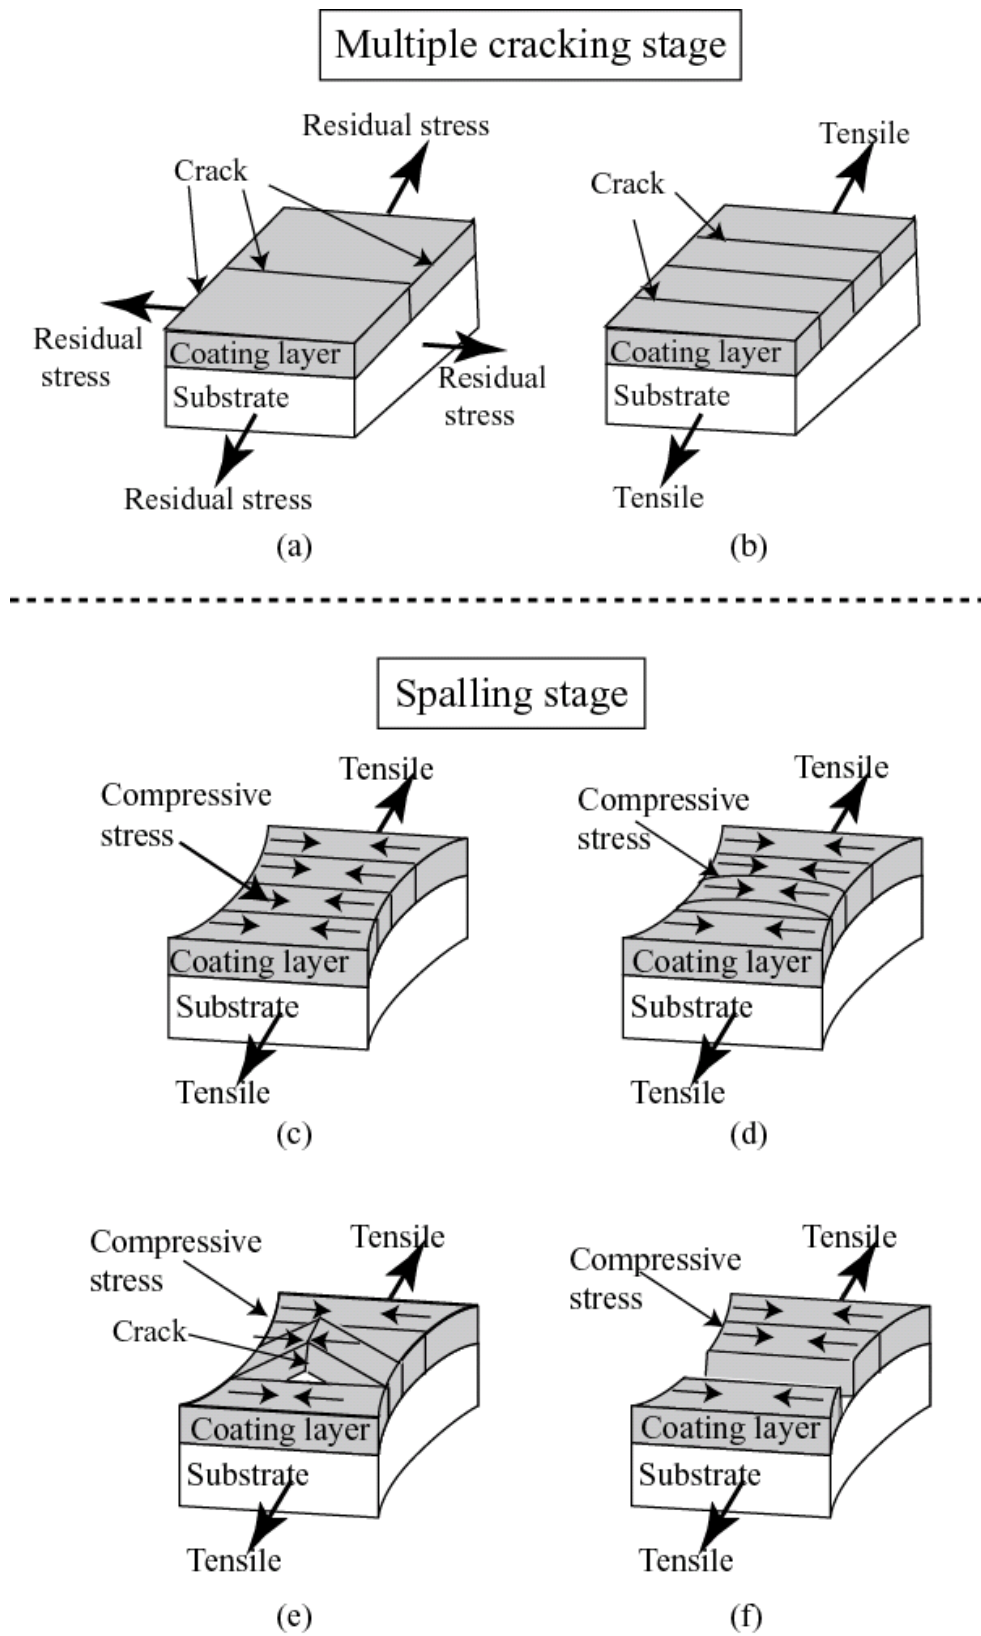 Multiple cracking stage
Residual stress
Crack
Residual
stress
Residual
stress
Coating layer
Substrate
Residual stress
(a)
Tensile
Crack
Coating layer
Substrate
Tensile
(b)
Spalling stage
Tensile
Compressive
stress
Coating layer
Substrate
Tensile
(c)
Tensile
Compressive
stress
Coating layer
Substrate
Tensile
(d)
Tensile
Compressive
stress
Crack
Coating layer
Substrate
Tensile
(e)
Tensile
Compressive
stress
Coating layer
Substrate
Tensile
(f)